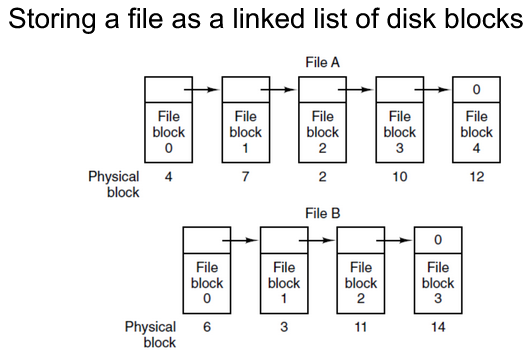 Storing a file as a linked list of disk blocks
File A
0
File block 0
File block 1
File block 2
File block 3
File block 4
Physical block
4 7 2 10 12
File B
0
File block 0
File block 1
File block 2
File block 3
Physical block
6 3 11 14